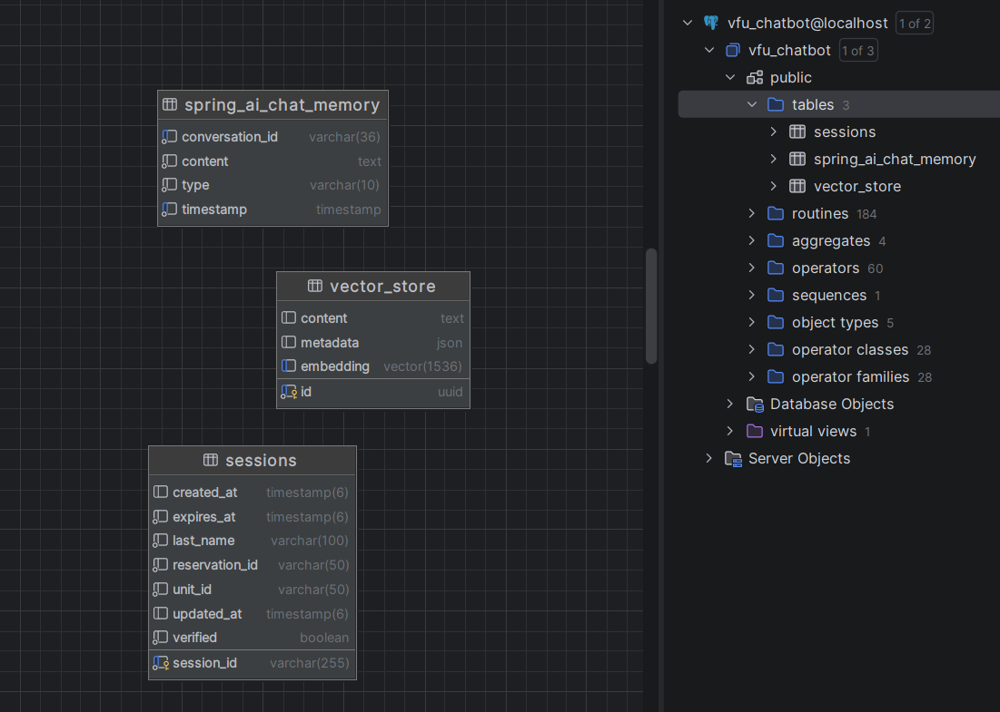 spring_ai_chat_memory
conversation_id varchar(36)
content text
type varchar(10)
timestamp timestamp
vector_store
content text
metadata json
embedding vector(1536)
id uuid
sessions
created_at timestamp(6)
expires_at timestamp(6)
last_name varchar(100)
reservation_id varchar(50)
unit_id varchar(50)
updated_at timestamp(6)
verified boolean
session_id varchar(255)
vfu_chatbot@localhost 1 of 2
vfu_chatbot 1 of 3
public
tables 3
sessions
spring_ai_chat_memory
vector_store
routines 184
aggregates 4
operators 60
sequences 1
object types 5
operator classes 28
operator families 28
Database Objects
virtual views 1
Server Objects